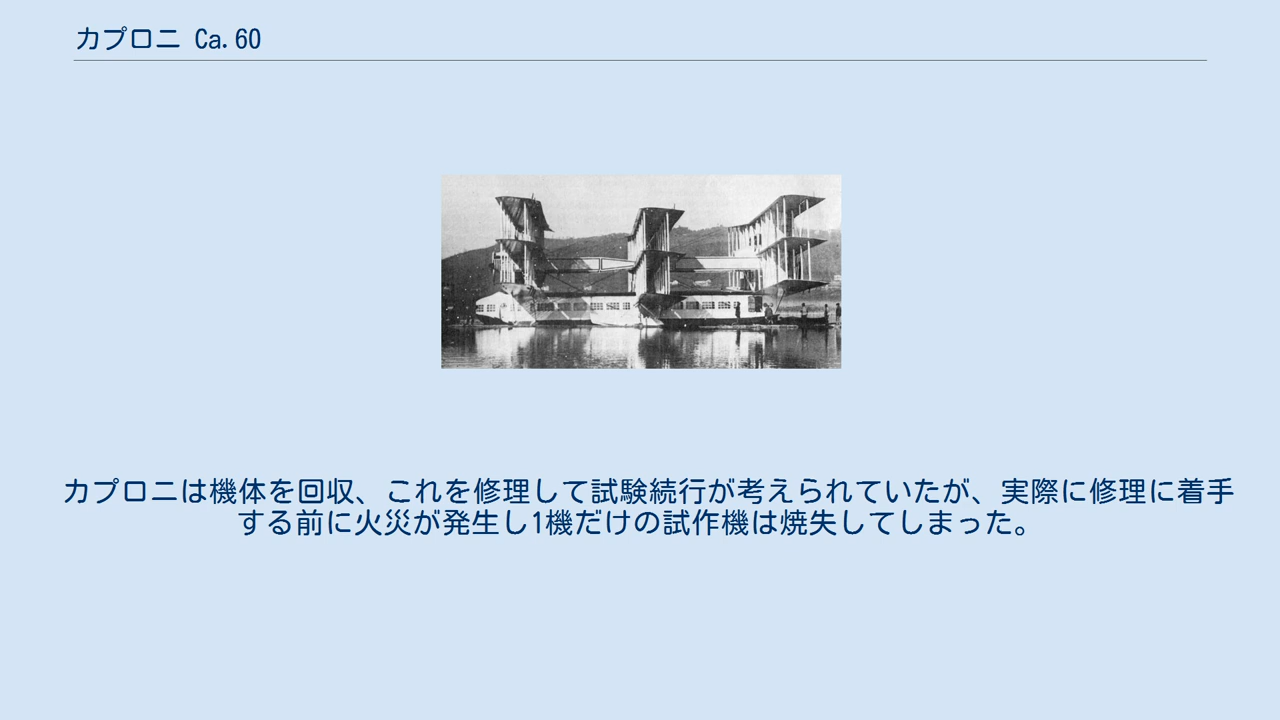 カプロニ Ca.60
カプロニは機体を回収、これを修理して試験続行が考えられていたが、実際に修理に着手
する前に火災が発生し1機だけの試作機は焼失してしまった。